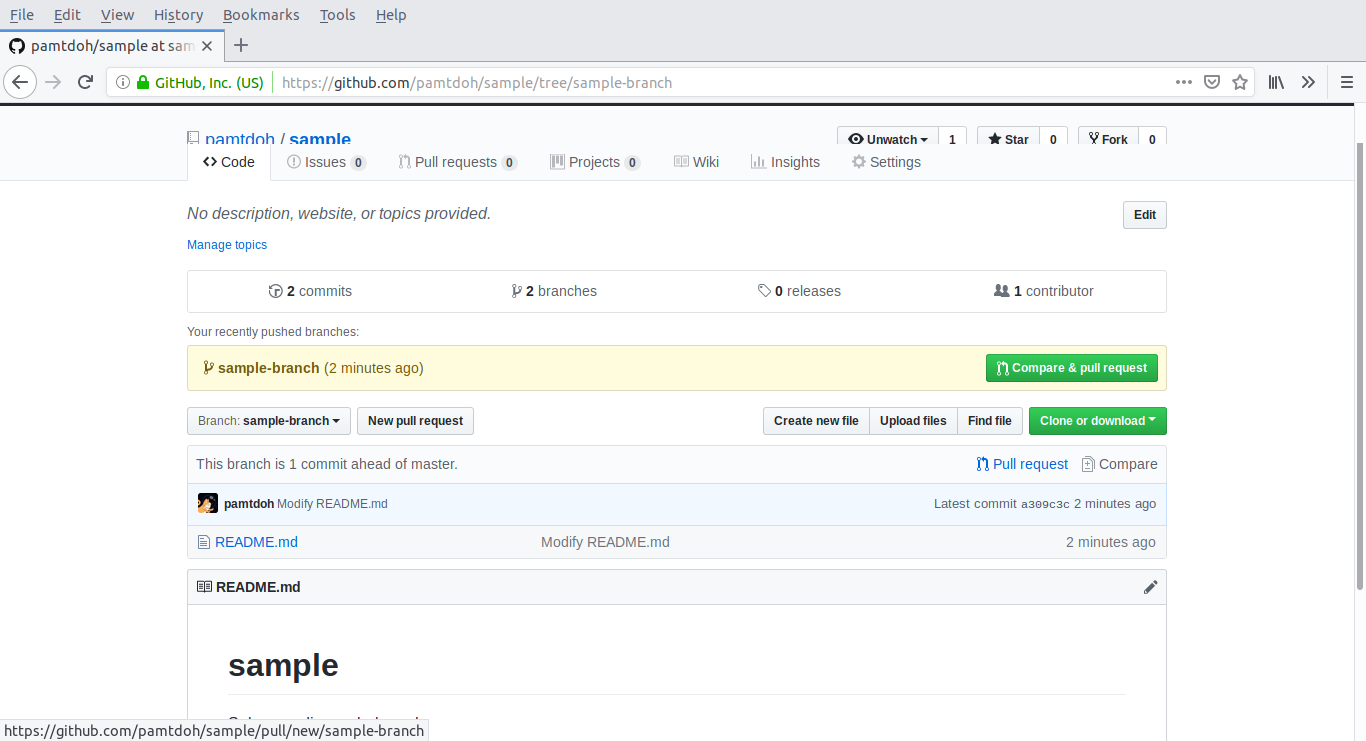 File Edit View History Bookmarks Tools Help
pamtdoh/sample at sam
GitHub, Inc. (US) https://github.com/pamtdoh/sample/tree/sample-branch
pamtdoh / sample Unwatch 1 Star 0 Fork 0
Code Issues 0 Pull requests 0 Projects 0 Wiki Insights Settings
No description, website, or topics provided. Edit
Manage topics
2 commits 2 branches 0 releases 1 contributor
Your recently pushed branches:
sample-branch (2 minutes ago) Compare & pull request
Branch: sample-branch New pull request Create new file Upload files Find file Clone or download
This branch is 1 commit ahead of master. Pull request Compare
pamtdoh Modify README.md Latest commit a309c3c 2 minutes ago
README.md Modify README.md 2 minutes ago
README.md
sample
https://github.com/pamtdoh/sample/pull/new/sample-branch